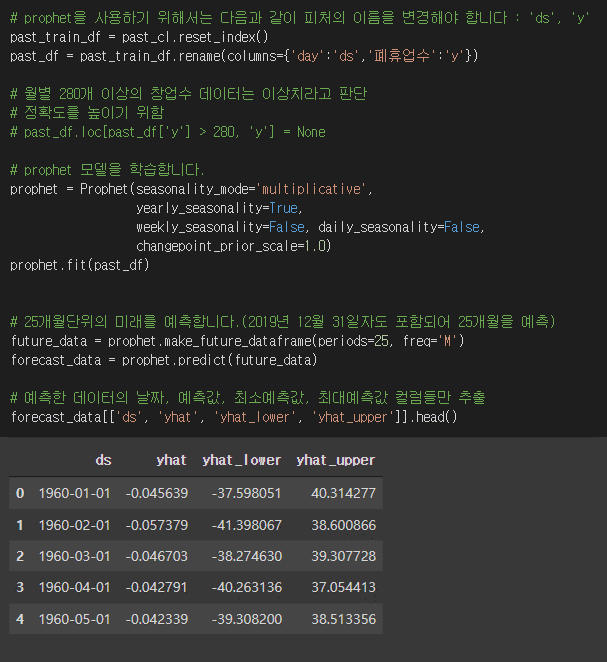 # prophet을 사용하기 위해서는 다음과 같이 피처의 이름을 변경해야 합니다 : 'ds', 'y'
past_train_df = past_cl.reset_index()
past_df = past_train_df.rename(columns={'day':'ds','폐휴업수':'y'})
# 월별 280개 이상의 창업수 데이터는 이상치라고 판단
# 정확도를 높이기 위함
# past_df.loc[past_df['y'] > 280, 'y'] = None
# prophet 모델을 학습합니다.
prophet = Prophet(seasonality_mode='multiplicative',
yearly_seasonality=True,
weekly_seasonality=False, daily_seasonality=False,
changepoint_prior_scale=1.0)
prophet.fit(past_df)
# 25개월단위의 미래를 예측합니다.(2019년 12월 31일자도 포함되어 25개월을 예측)
future_data = prophet.make_future_dataframe(periods=25, freq='M')
forecast_data = prophet.predict(future_data)
# 예측한 데이터의 날짜, 예측값, 최소예측값, 최대예측값 컬럼들만 추출
forecast_data[['ds', 'yhat', 'yhat_lower', 'yhat_upper']].head()
ds yhat yhat_lower yhat_upper
0 1960-01-01 -0.045639 -37.598051 40.314277
1 1960-02-01 -0.057379 -41.398067 38.600866
2 1960-03-01 -0.046703 -38.274630 39.307728
3 1960-04-01 -0.042791 -40.263136 37.054413
4 1960-05-01 -0.042339 -39.308200 38.513356